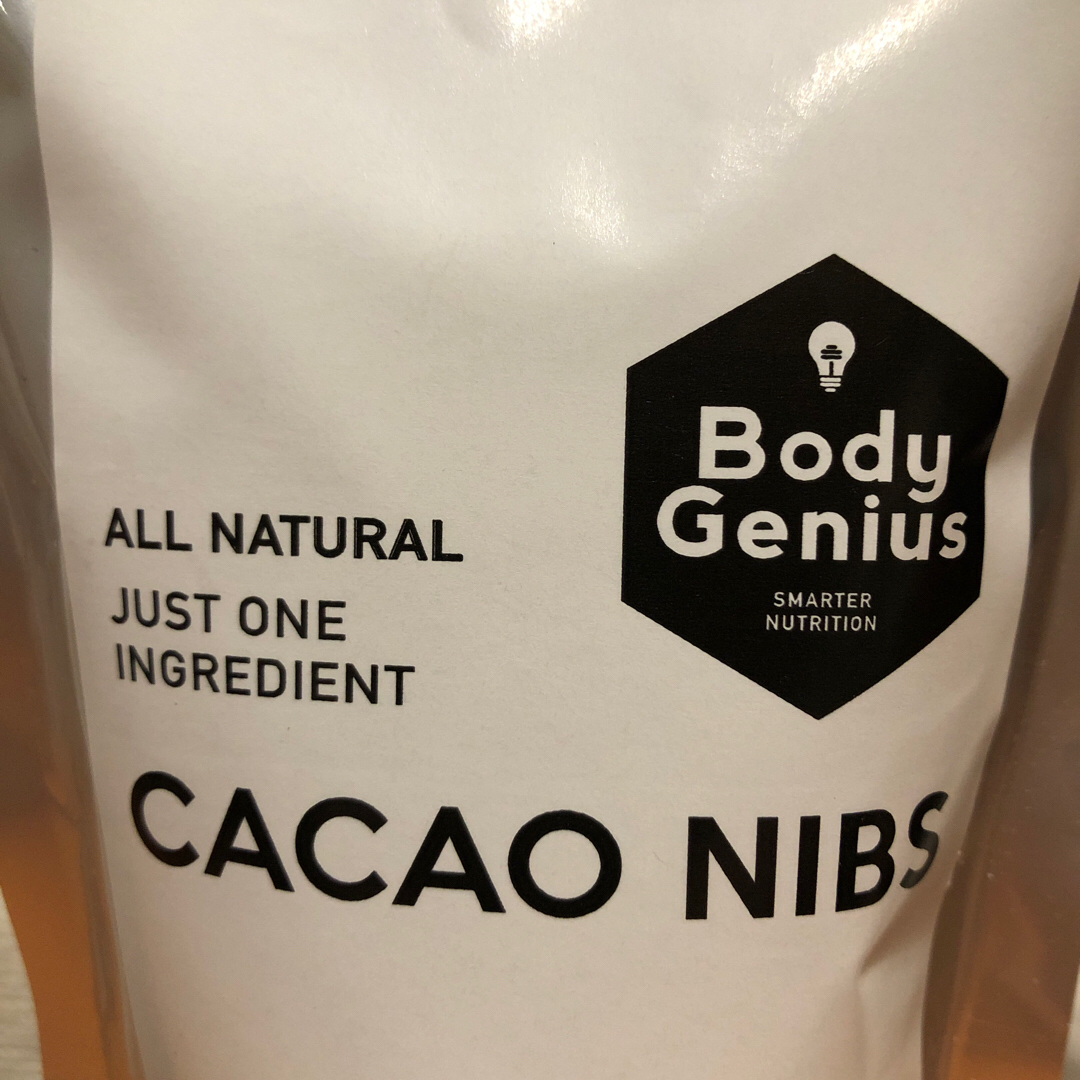 Body
Genius
SMARTER
NUTRITION
ALL NATURAL
JUST ONE
INGREDIENT
CACAO NIBS